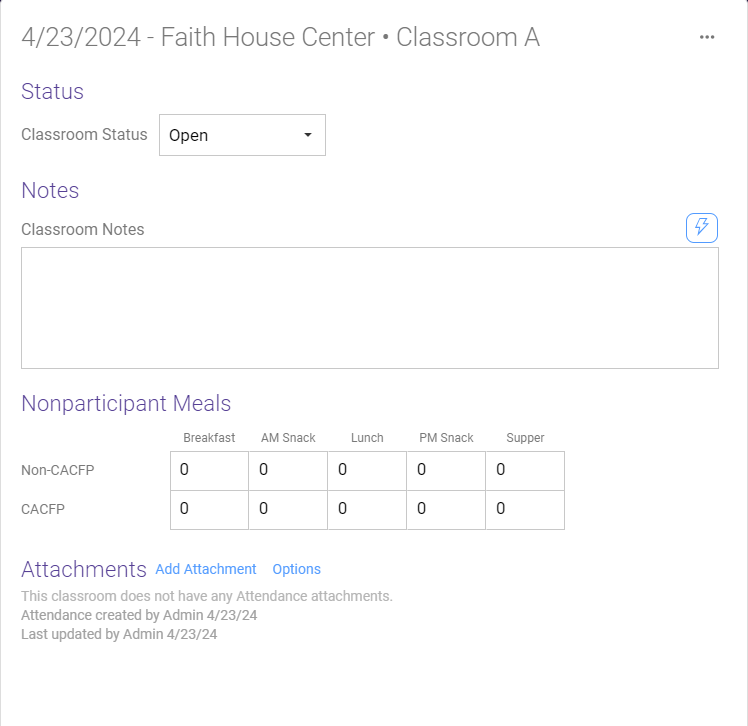 4/23/2024 - Faith House Center • Classroom A
Status
Classroom Status Open
Notes
Classroom Notes
Nonparticipant Meals
Breakfast AM Snack Lunch PM Snack Supper
Non-CACFP 0 0 0 0 0
CACFP 0 0 0 0 0
Attachments Add Attachment Options
This classroom does not have any Attendance attachments.
Attendance created by Admin 4/23/24
Last updated by Admin 4/23/24